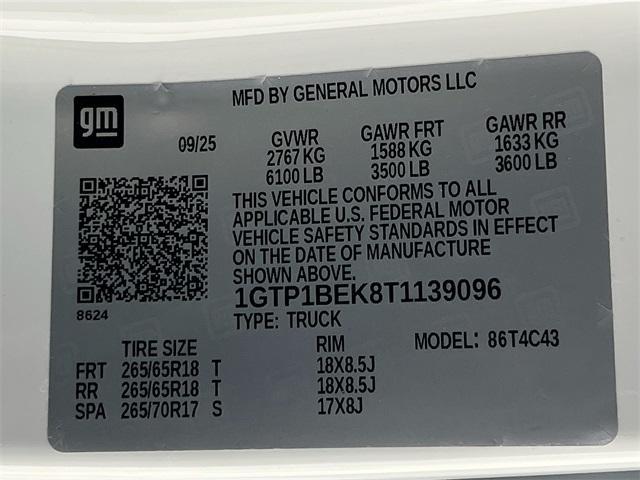 gm
MFD BY GENERAL MOTORS LLC
09/25
GVWR GAWR FRT GAWR RR
2767 KG 1588 KG 1633 KG
6100 LB 3500 LB 3600 LB
THIS VEHICLE CONFORMS TO ALL
APPLICABLE U.S. FEDERAL MOTOR
VEHICLE SAFETY STANDARDS IN EFFECT
ON THE DATE OF MANUFACTURE
SHOWN ABOVE.
1GTP1BEK8T1139096
8624
TYPE: TRUCK MODEL: 86T4C43
TIRE SIZE RIM
FRT 265/65R18 T 18X8.5J
RR 265/65R18 T 18X8.5J
SPA 265/70R17 S 17X8J